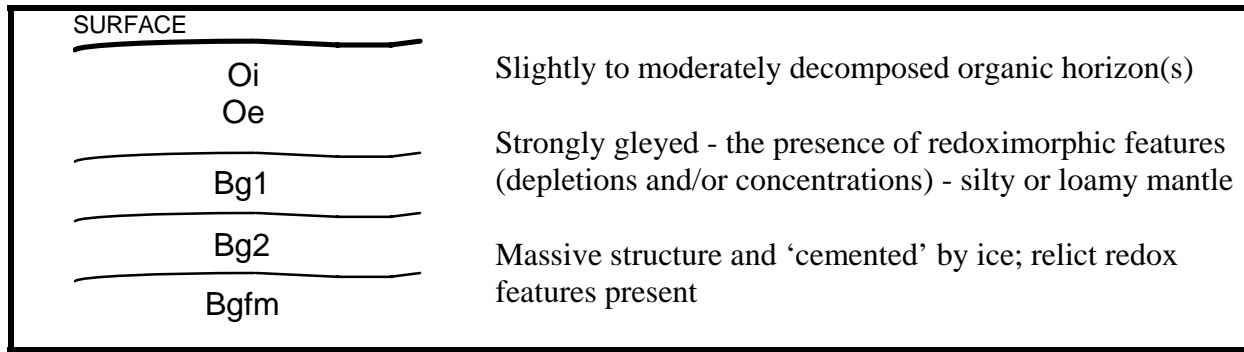 SURFACE
Oi
Oe
Slightly to moderately decomposed organic horizon(s)
Bg1
Strongly gleyed - the presence of redoximorphic features
(depletions and/or concentrations) - silty or loamy mantle
Bg2
Bgfm
Massive structure and ‘cemented’ by ice; relict redox
features present